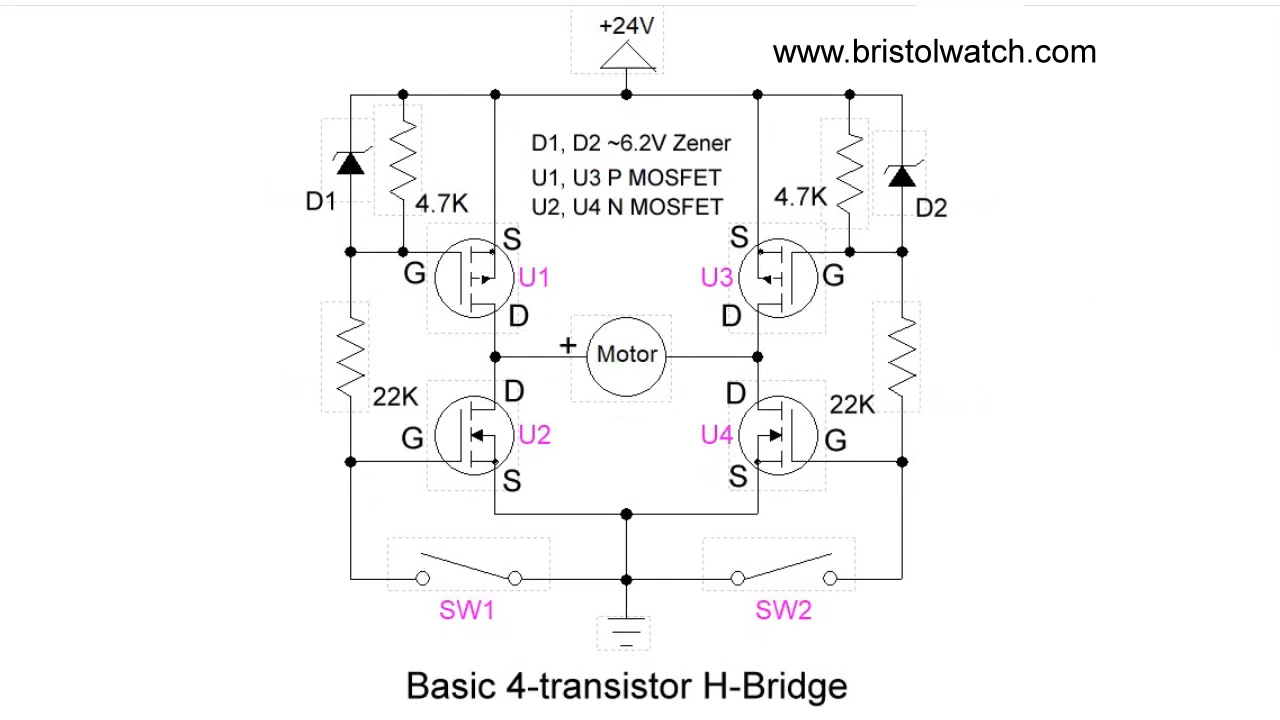 +24V
www.bristolwatch.com
D1, D2 ~6.2V Zener
U1, U3 P MOSFET
U2, U4 N MOSFET
D1
4.7K
4.7K
D2
S
S
G
U1
U3
G
D
D
+
Motor
D
D
22K
22K
G
U2
U4
G
S
S
SW1
SW2
Basic 4-transistor H-Bridge